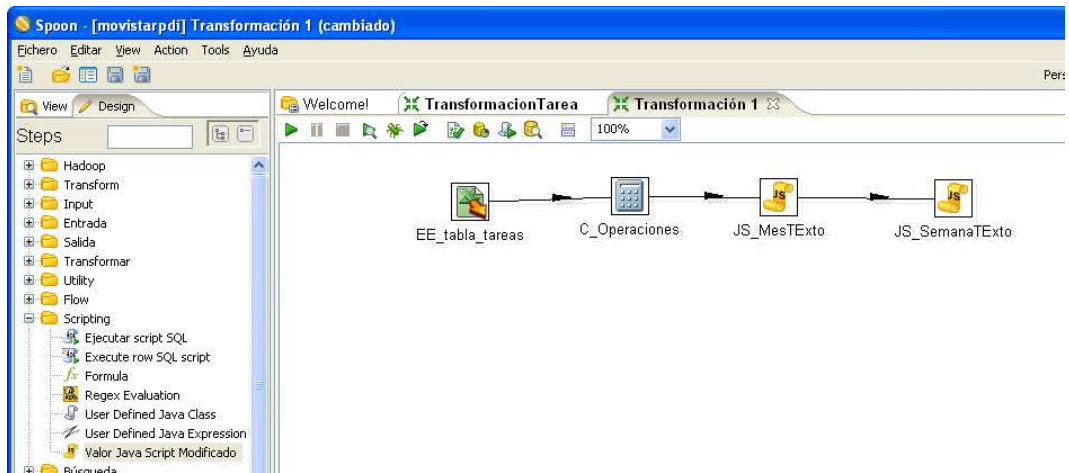 Spoon - [movistarpdi] Transformación 1 (cambiado)
Fichero Editar View Action Tools Ayuda
Pers
View Design
Welcome! TransformacionTarea Transformación 1
Steps
100%
Hadoop
Transform
Input
Entrada
Salida
Transformar
Utility
Flow
Scripting
Ejecutar script SQL
Execute row SQL script
Formula
Regex Evaluation
User Defined Java Class
User Defined Java Expression
Valor Java Script Modificado
Búsqueda
EE_tabla_tareas
C_Operaciones
JS_MesTExto
JS_SemanaTExto
JS
JS